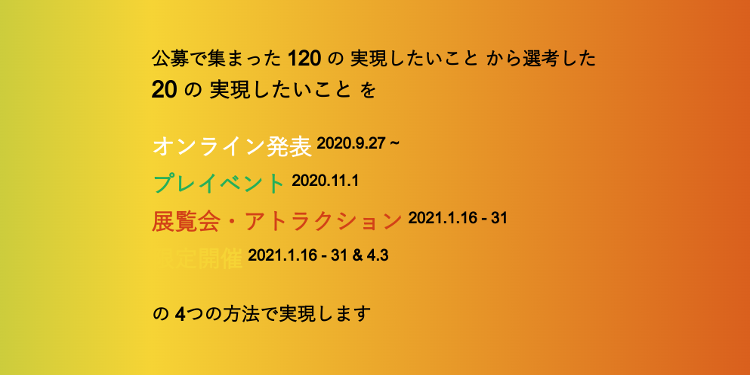 公募で集まった 120 の 実現したいこと から選考した
20 の 実現したいこと を
オンライン発表 2020.9.27 ~
プレイベント 2020.11.1
展覧会・アトラクション 2021.1.16 - 31
定開催 2021.1.16 - 31 & 4.3
の 4つの方法で実現します